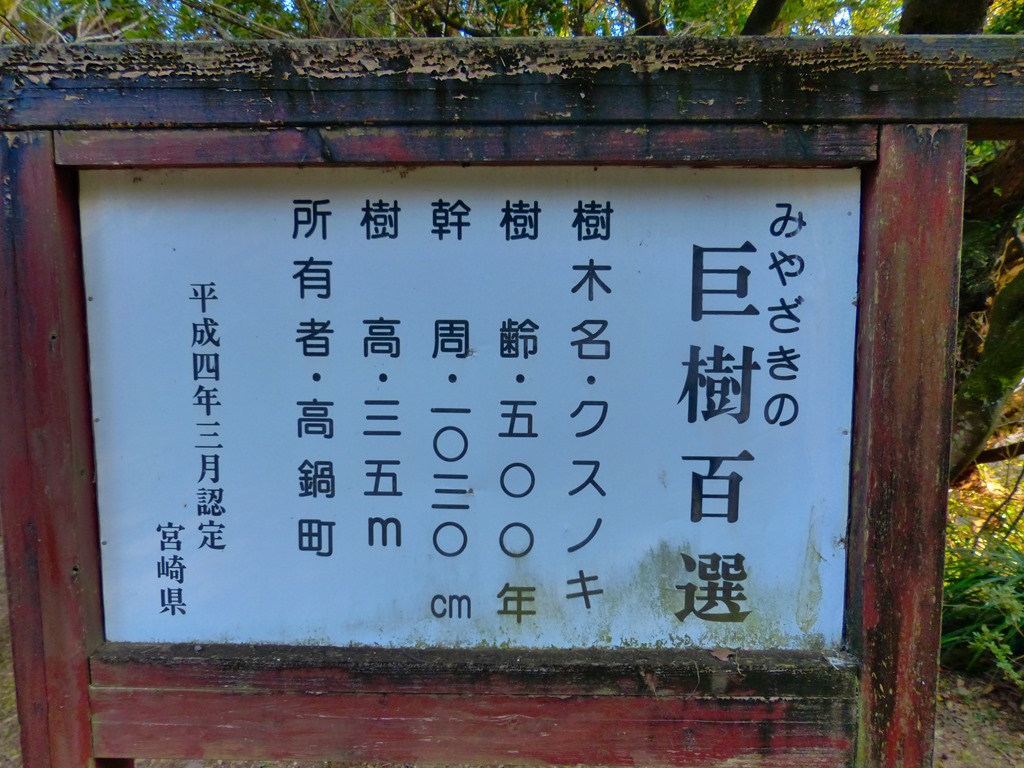 みやざきの
巨樹百選
樹木名・クスノキ
樹齢・五〇〇年
幹周・一〇三〇cm
樹高・三五m
所有者・高鍋町
平成四年三月認定
宮崎県